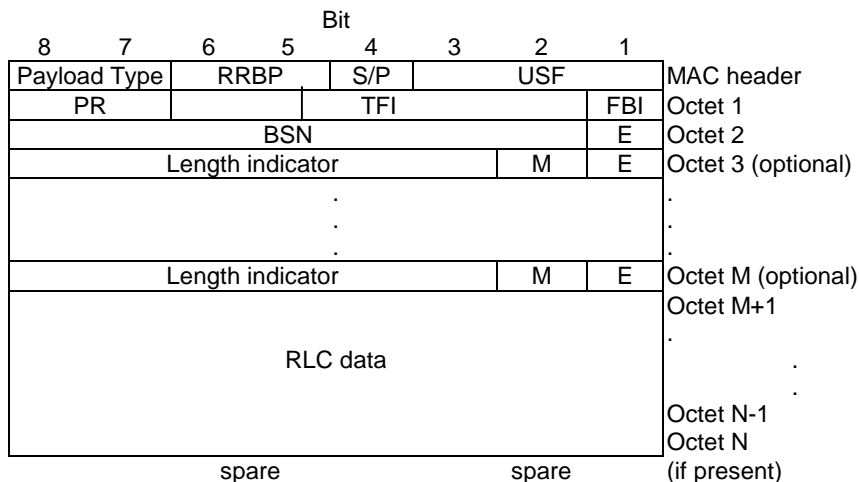 Bit
8 7 6 5 4 3 2 1
Payload Type RRBP S/P USF MAC header
PR TFI FBI Octet 1
BSN E Octet 2
Length indicator M E Octet 3 (optional)
. .
. .
. .
Length indicator M E Octet M (optional)
Octet M+1
.
RLC data .
.
Octet N-1
Octet N
spare spare (if present)